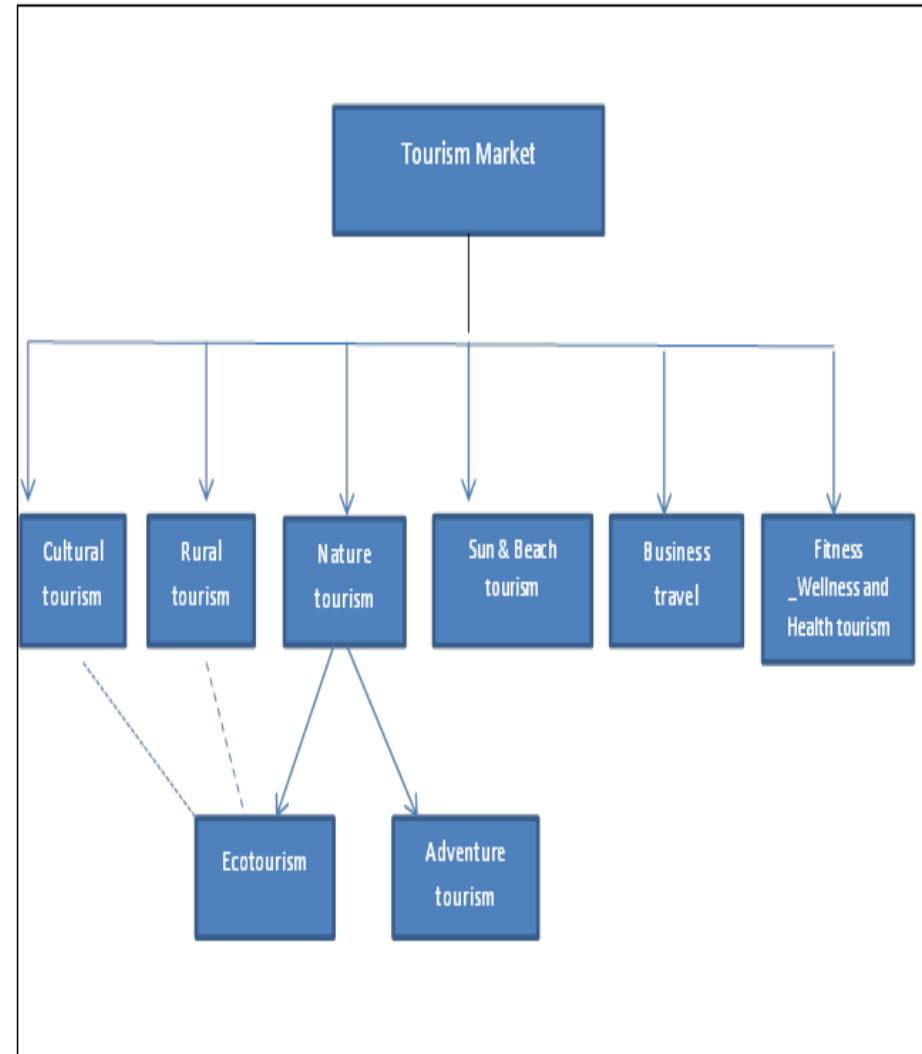 Tourism Market
Cultural
tourism
Rural
tourism
Nature
tourism
Sun & Beach
tourism
Business
travel
Fitness
_Wellness and
Health tourism
Ecotourism
Adventure
tourism